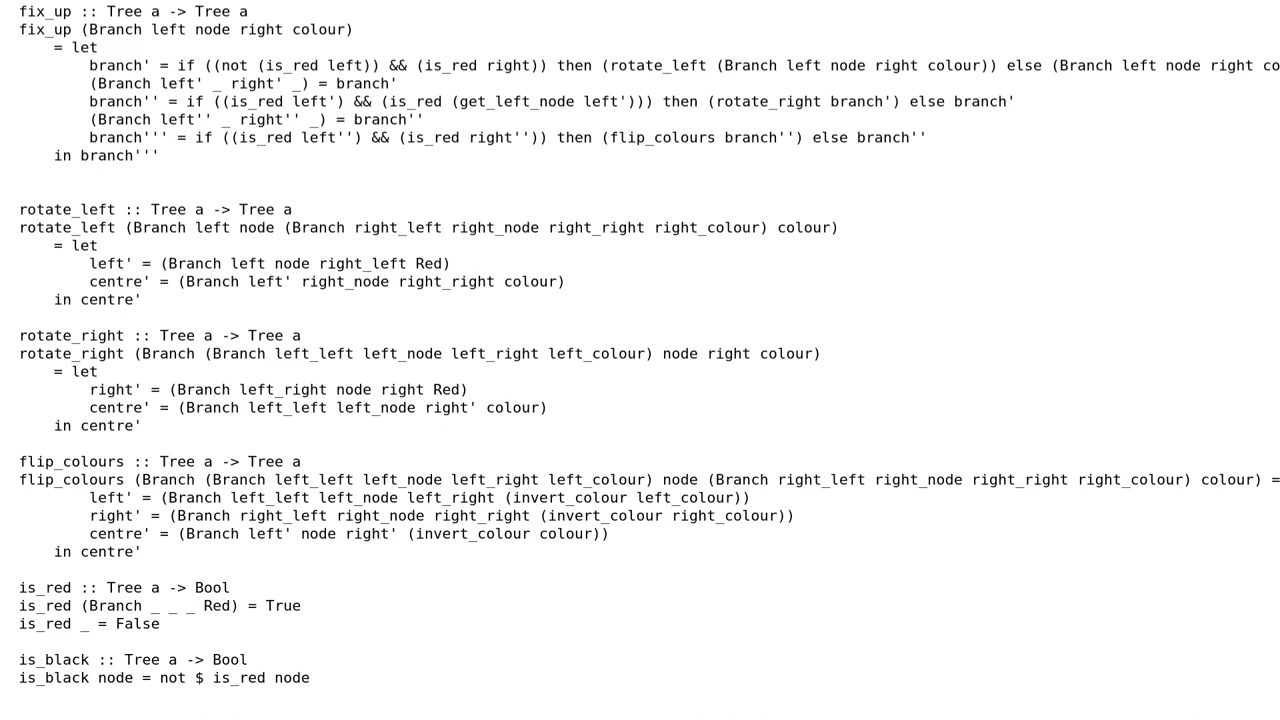 fix_up :: Tree a -> Tree a
fix_up (Branch left node right colour)
    = let
        branch' = if ((not (is_red left)) && (is_red right)) then (rotate_left (Branch left node right colour)) else (Branch left node right co
        (Branch left' _ right' _) = branch'
        branch'' = if ((is_red left') && (is_red (get_left_node left'))) then (rotate_right branch') else branch'
        (Branch left'' _ right'' _) = branch''
        branch''' = if ((is_red left'') && (is_red right'')) then (flip_colours branch'') else branch''
    in branch'''
rotate_left :: Tree a -> Tree a
rotate_left (Branch left node (Branch right_left right_node right_right right_colour) colour)
    = let
        left' = (Branch left node right_left Red)
        centre' = (Branch left' right_node right_right colour)
    in centre'
rotate_right :: Tree a -> Tree a
rotate_right (Branch (Branch left_left left_node left_right left_colour) node right colour)
    = let
        right' = (Branch left_right node right Red)
        centre' = (Branch left_left left_node right' colour)
    in centre'
flip_colours :: Tree a -> Tree a
flip_colours (Branch (Branch left_left left_node left_right left_colour) node (Branch right_left right_node right_right right_colour) colour) =
        left' = (Branch left_left left_node left_right (invert_colour left_colour))
        right' = (Branch right_left right_node right_right (invert_colour right_colour))
        centre' = (Branch left' node right' (invert_colour colour))
    in centre'
is_red :: Tree a -> Bool
is_red (Branch _ _ _ Red) = True
is_red _ = False
is_black :: Tree a -> Bool
is_black node = not $ is_red node